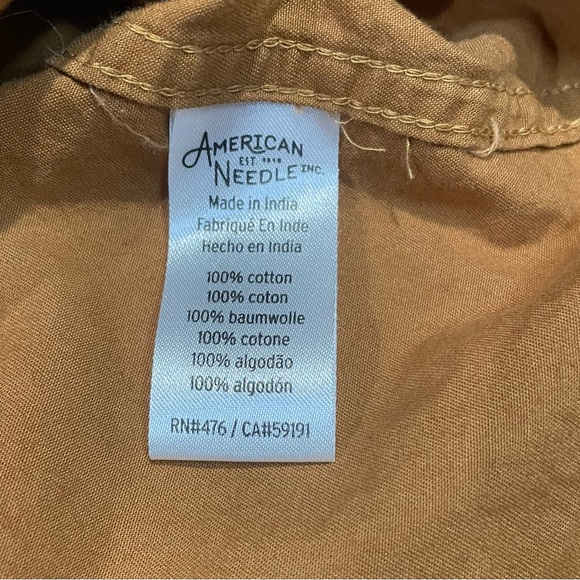 AMERICAN
EST. 1918
NEEDLE INC.
Made in India
Fabriqué En Inde
Hecho en India
100% cotton
100% coton
100% baumwolle
100% cotone
100% algodão
100% algodón
RN#476 / CA#59191